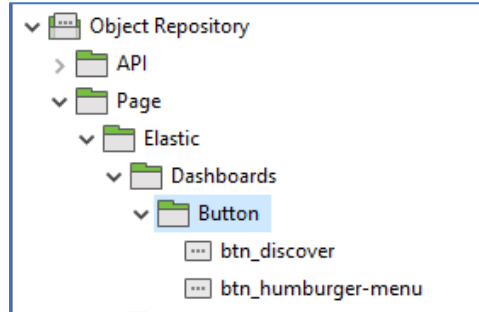 Object Repository
API
Page
Elastic
Dashboards
Button
btn_discover
btn_humburger-menu